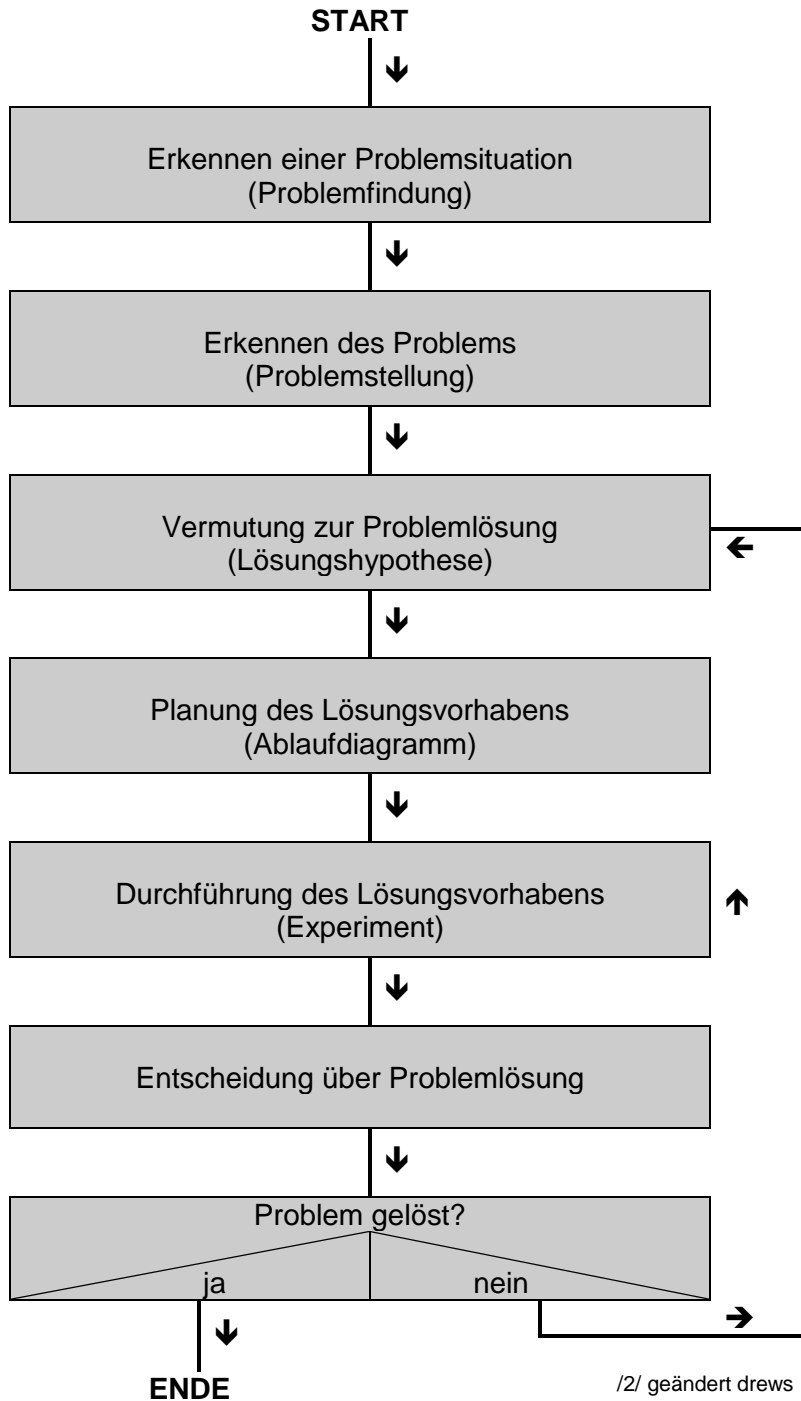 START
Erkennen einer Problemsituation
(Problemfindung)
Erkennen des Problems
(Problemstellung)
Vermutung zur Problemlösung
(Lösungshypothese)
Planung des Lösungsvorhabens
(Ablaufdiagramm)
Durchführung des Lösungsvorhabens
(Experiment)
Entscheidung über Problemlösung
Problem gelöst?
ja nein
ENDE
/2/ geändert drews